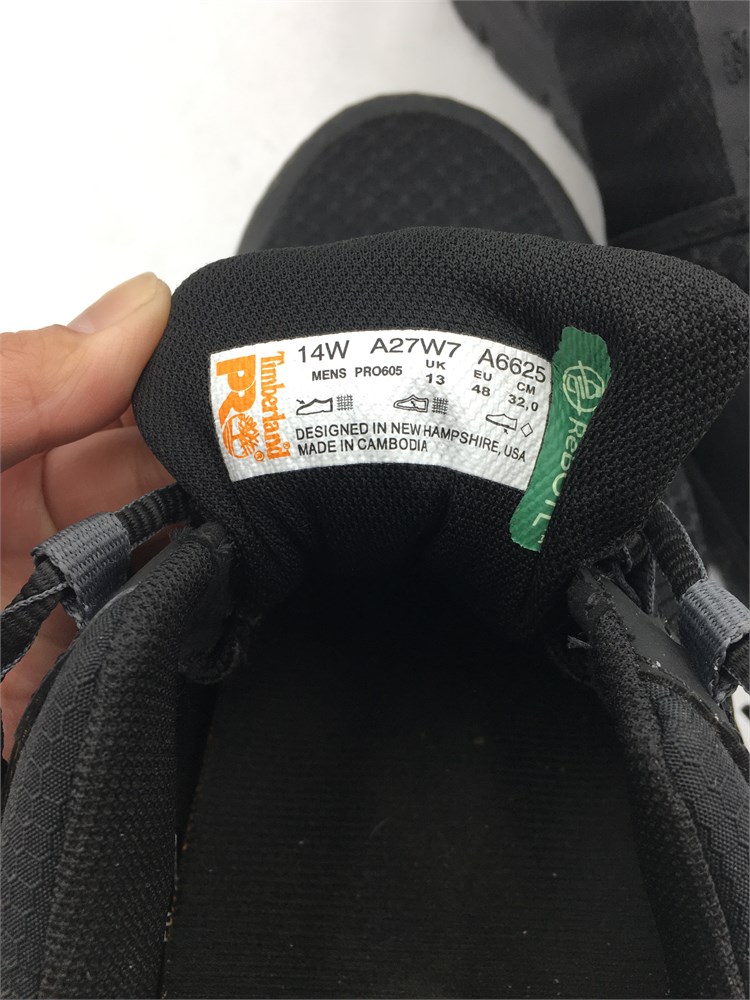 Timberland
PRO®
14W A27W7 A6625
MENS PRO605 UK 13 EU 48 CM 32,0
DESIGNED IN NEW HAMPSHIRE, USA
MADE IN CAMBODIA
ReBOTL